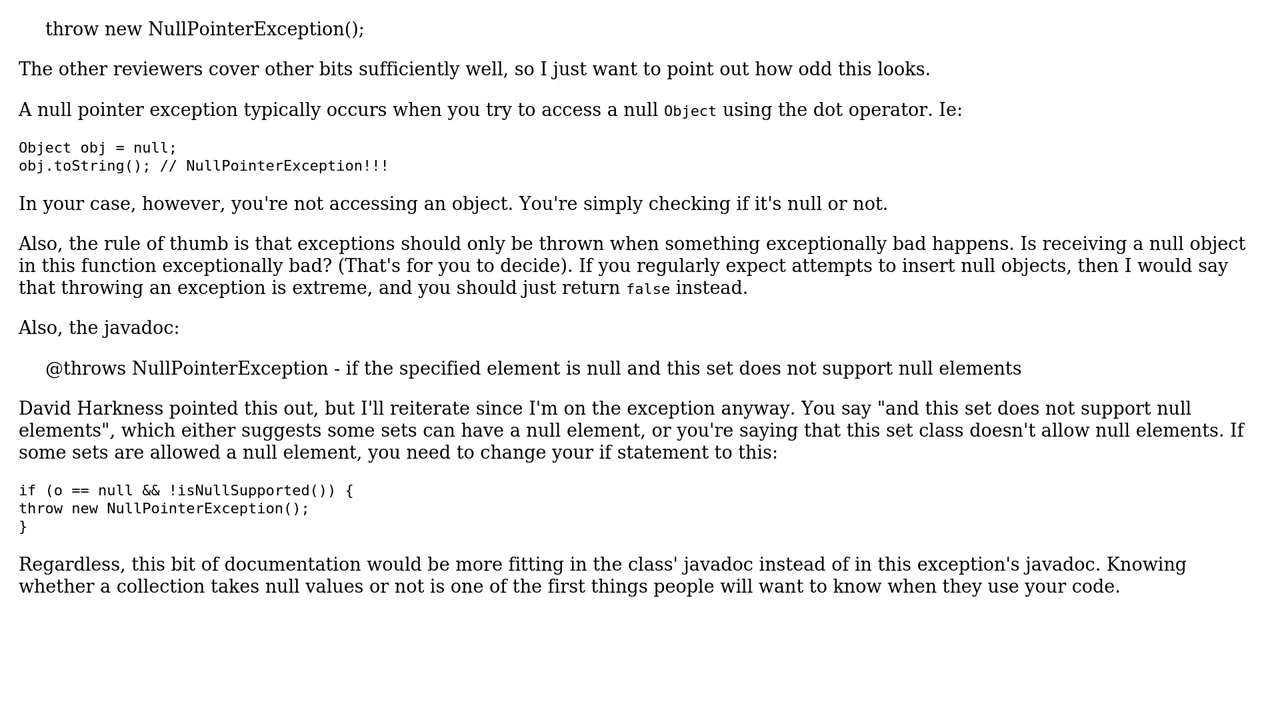 throw new NullPointerException();
The other reviewers cover other bits sufficiently well, so I just want to point out how odd this looks.
A null pointer exception typically occurs when you try to access a null Object using the dot operator. Ie:
Object obj = null;
obj.toString(); // NullPointerException!!!
In your case, however, you're not accessing an object. You're simply checking if it's null or not.
Also, the rule of thumb is that exceptions should only be thrown when something exceptionally bad happens. Is receiving a null object
in this function exceptionally bad? (That's for you to decide). If you regularly expect attempts to insert null objects, then I would say
that throwing an exception is extreme, and you should just return false instead.
Also, the javadoc:
@throws NullPointerException - if the specified element is null and this set does not support null elements
David Harkness pointed this out, but I'll reiterate since I'm on the exception anyway. You say "and this set does not support null
elements", which either suggests some sets can have a null element, or you're saying that this set class doesn't allow null elements. If
some sets are allowed a null element, you need to change your if statement to this:
if (o == null && !isNullSupported()) {
throw new NullPointerException();
}
Regardless, this bit of documentation would be more fitting in the class' javadoc instead of in this exception's javadoc. Knowing
whether a collection takes null values or not is one of the first things people will want to know when they use your code.